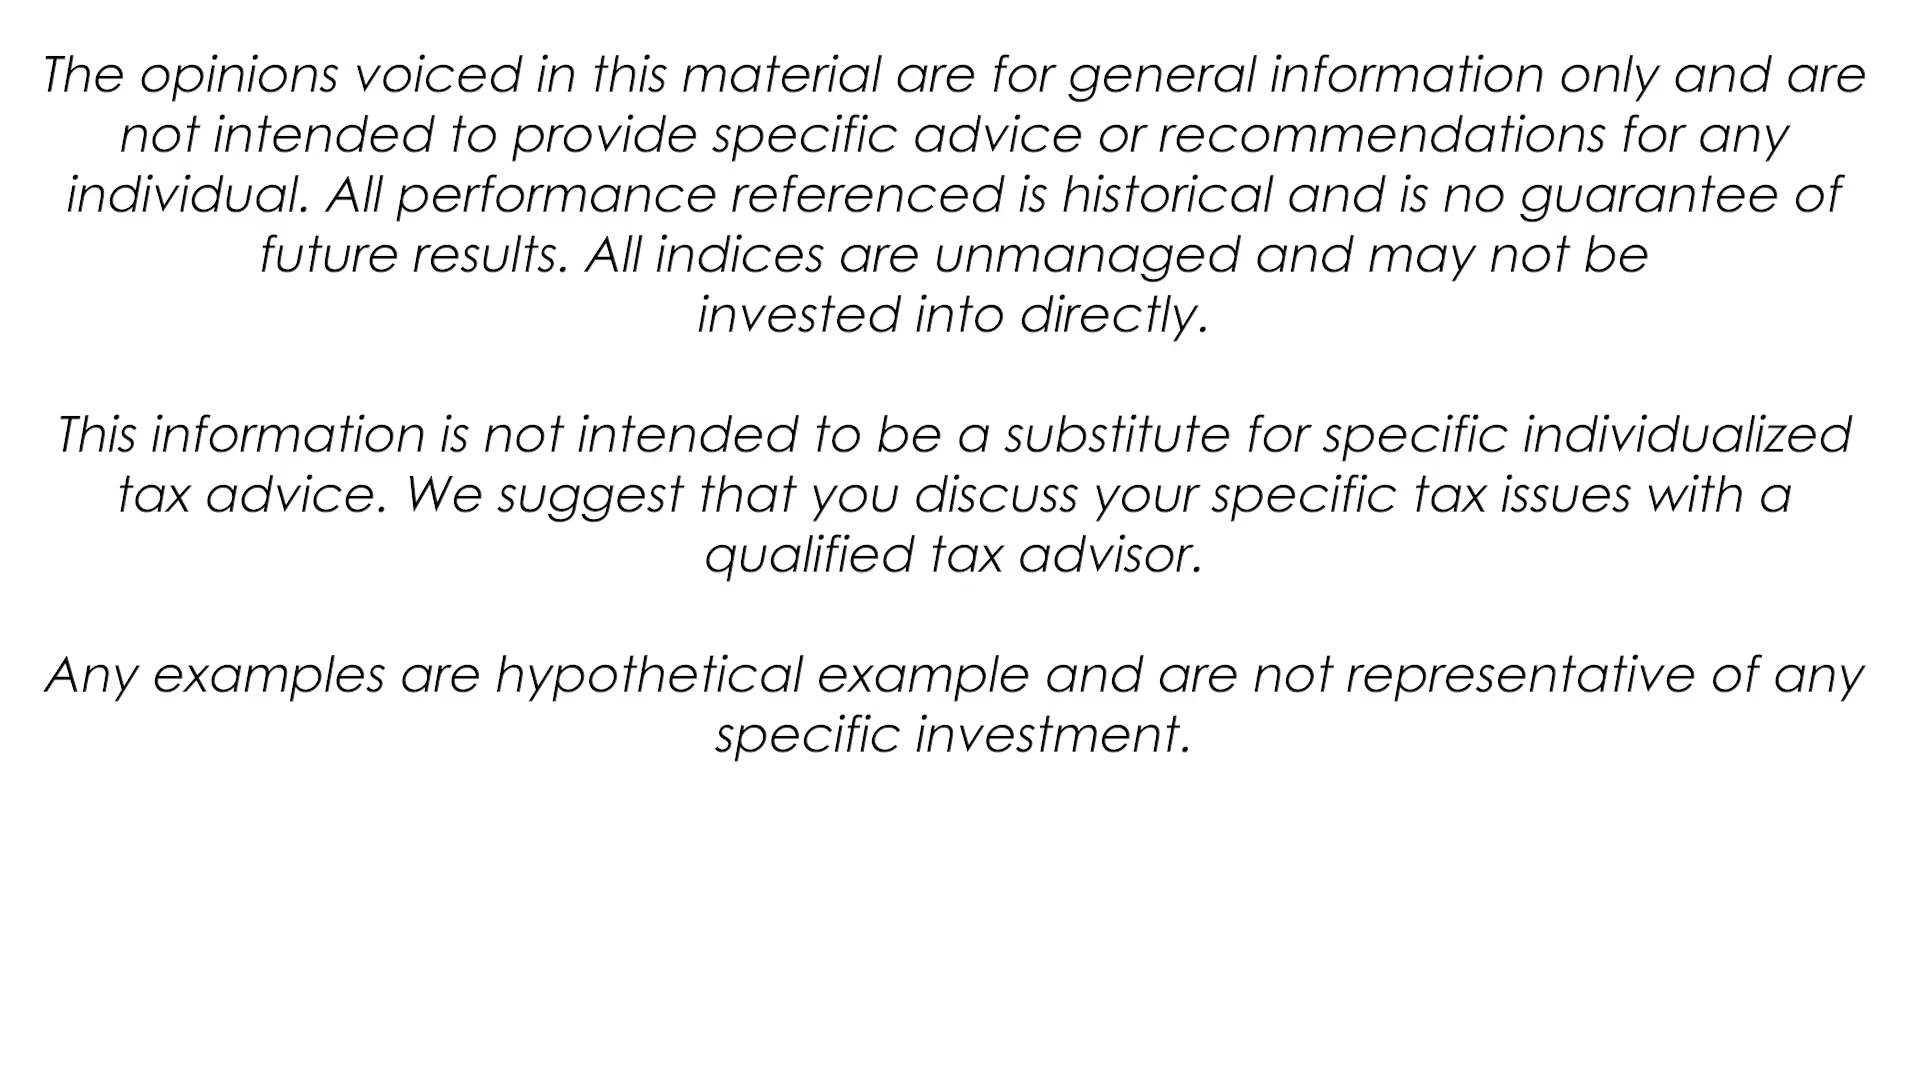 The opinions voiced in this material are for general information only and are
not intended to provide specific advice or recommendations for any
individual. All performance referenced is historical and is no guarantee of
future results. All indices are unmanaged and may not be
invested into directly.
This information is not intended to be a substitute for specific individualized
tax advice. We suggest that you discuss your specific tax issues with a
qualified tax advisor.
Any examples are hypothetical example and are not representative of any
specific investment.